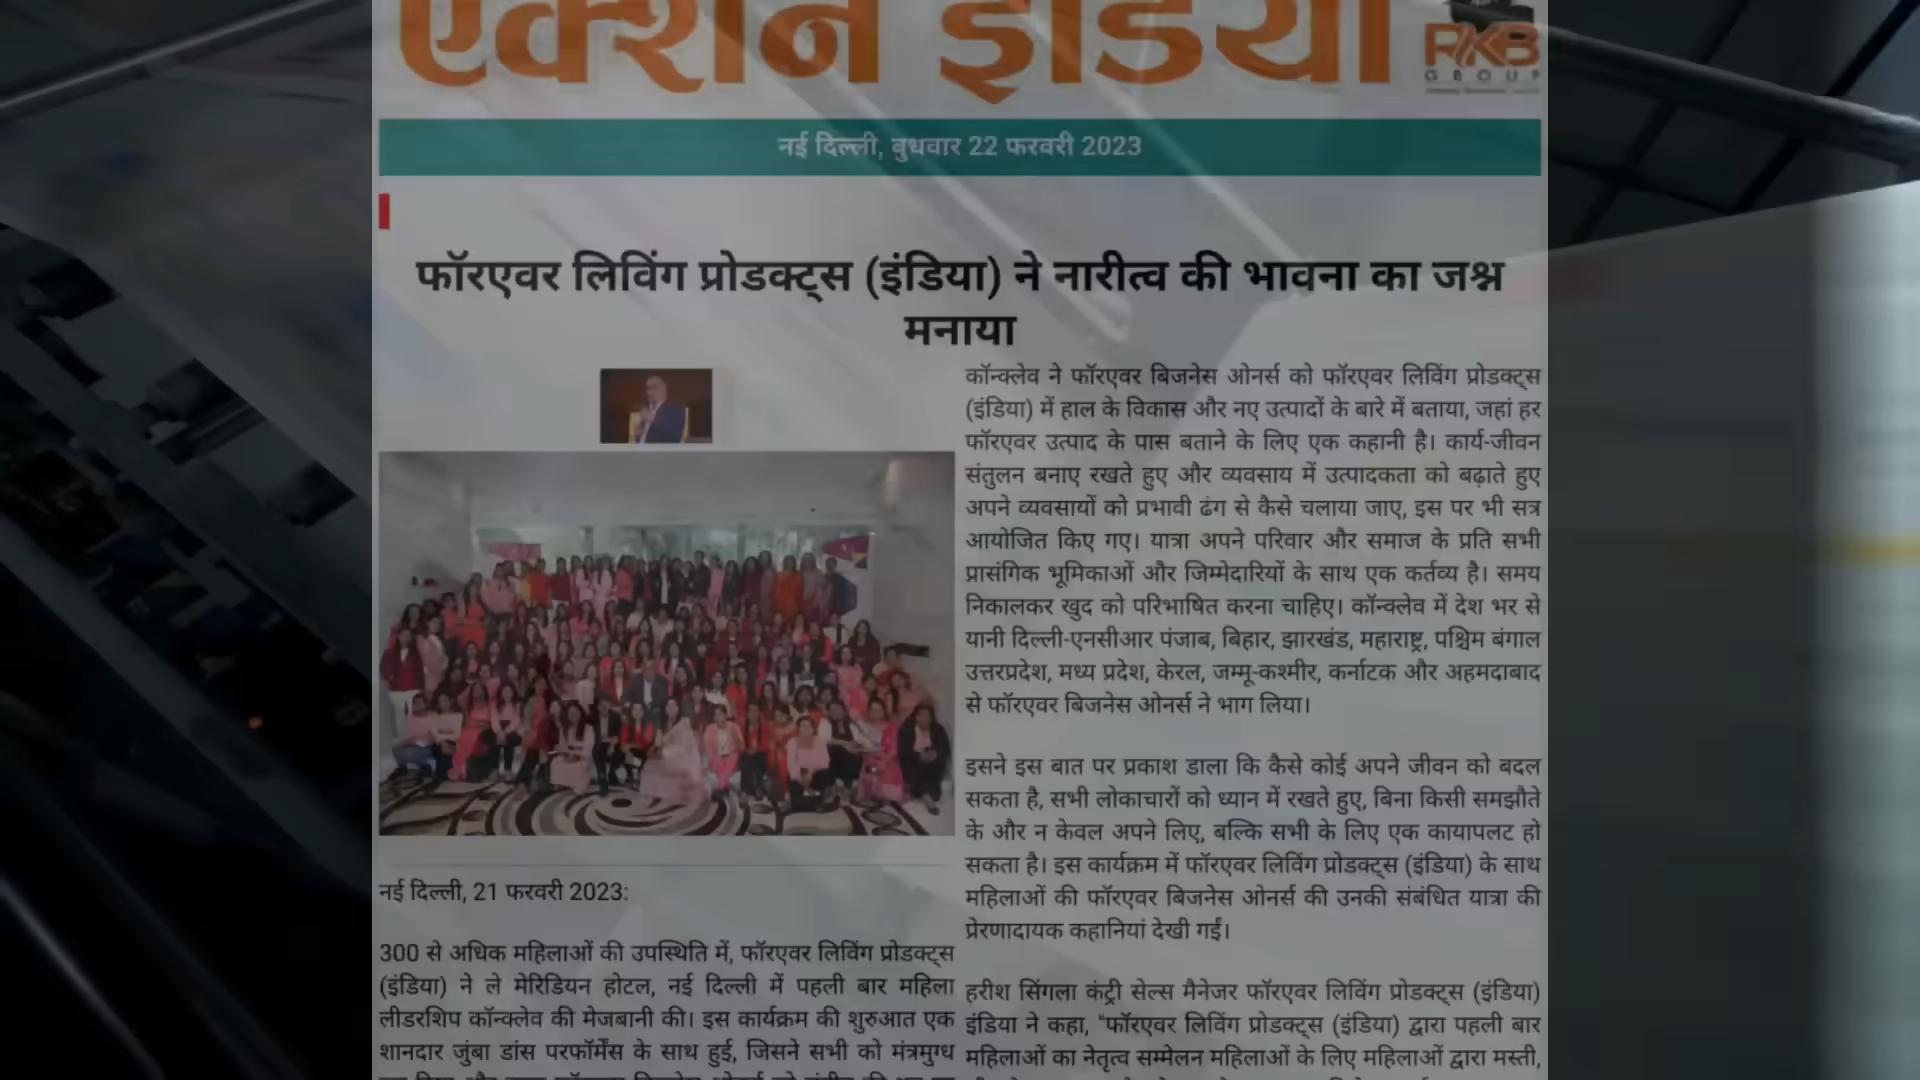 एक्शन इंडिया
RKB
GROUP
नई दिल्ली, बुधवार 22 फरवरी 2023
फॉरएवर लिविंग प्रोडक्ट्स (इंडिया) ने नारीत्व की भावना का जश्न
मनाया
नई दिल्ली, 21 फरवरी 2023:
300 से अधिक महिलाओं की उपस्थिति में, फॉरएवर लिविंग प्रोडक्ट्स
(इंडिया) ने ले मेरिडियन होटल, नई दिल्ली में पहली बार महिला
लीडरशिप कॉन्क्लेव की मेजबानी की। इस कार्यक्रम की शुरुआत एक
शानदार जुंबा डांस परफॉर्मेंस के साथ हुई, जिसने सभी को मंत्रमुग्ध
कॉन्क्लेव ने फॉरएवर बिजनेस ओनर्स को फॉरएवर लिविंग प्रोडक्ट्स
(इंडिया) में हाल के विकास और नए उत्पादों के बारे में बताया, जहां हर
फॉरएवर उत्पाद के पास बताने के लिए एक कहानी है। कार्य-जीवन
संतुलन बनाए रखते हुए और व्यवसाय में उत्पादकता को बढ़ाते हुए
अपने व्यवसायों को प्रभावी ढंग से कैसे चलाया जाए, इस पर भी सत्र
आयोजित किए गए। यात्रा अपने परिवार और समाज के प्रति सभी
प्रासंगिक भूमिकाओं और जिम्मेदारियों के साथ एक कर्तव्य है। समय
निकालकर खुद को परिभाषित करना चाहिए। कॉन्क्लेव में देश भर से
यानी दिल्ली-एनसीआर पंजाब, बिहार, झारखंड, महाराष्ट्र, पश्चिम बंगाल
उत्तरप्रदेश, मध्य प्रदेश, केरल, जम्मू-कश्मीर, कर्नाटक और अहमदाबाद
से फॉरएवर बिजनेस ओनर्स ने भाग लिया।
इसने इस बात पर प्रकाश डाला कि कैसे कोई अपने जीवन को बदल
सकता है, सभी लोकाचारों को ध्यान में रखते हुए, बिना किसी समझौते
के और न केवल अपने लिए, बल्कि सभी के लिए एक कायापलट हो
सकता है। इस कार्यक्रम में फॉरएवर लिविंग प्रोडक्ट्स (इंडिया) के साथ
महिलाओं की फॉरएवर बिजनेस ओनर्स की उनकी संबंधित यात्रा की
प्रेरणादायक कहानियां देखी गईं।
हरीश सिंगला कंट्री सेल्स मैनेजर फॉरएवर लिविंग प्रोडक्ट्स (इंडिया)
इंडिया ने कहा, "फॉरएवर लिविंग प्रोडक्ट्स (इंडिया) द्वारा पहली बार
महिलाओं का नेतृत्व सम्मेलन महिलाओं के लिए महिलाओं द्वारा मस्ती,